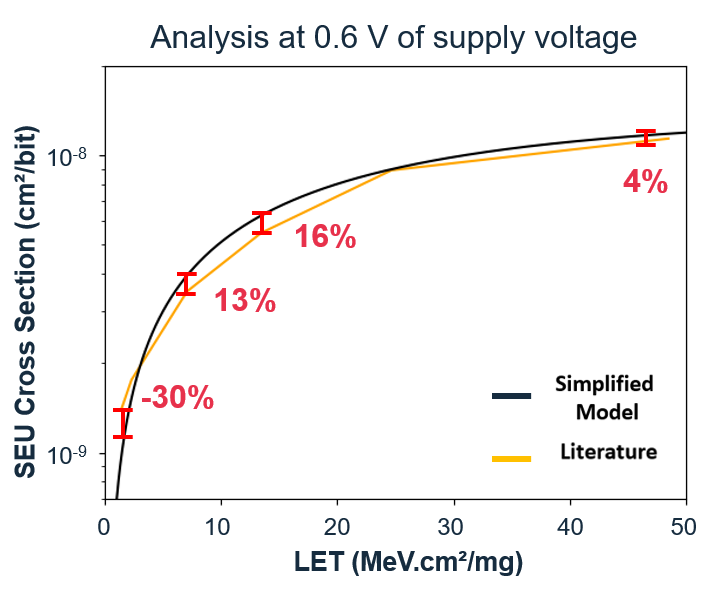 Analysis at 0.6 V of supply voltage
SEU Cross Section (cm²/bit)
10⁻⁸
10⁻⁹
4%
16%
13%
-30%
Simplified
Model
Literature
0 10 20 30 40 50
LET (MeV.cm²/mg)